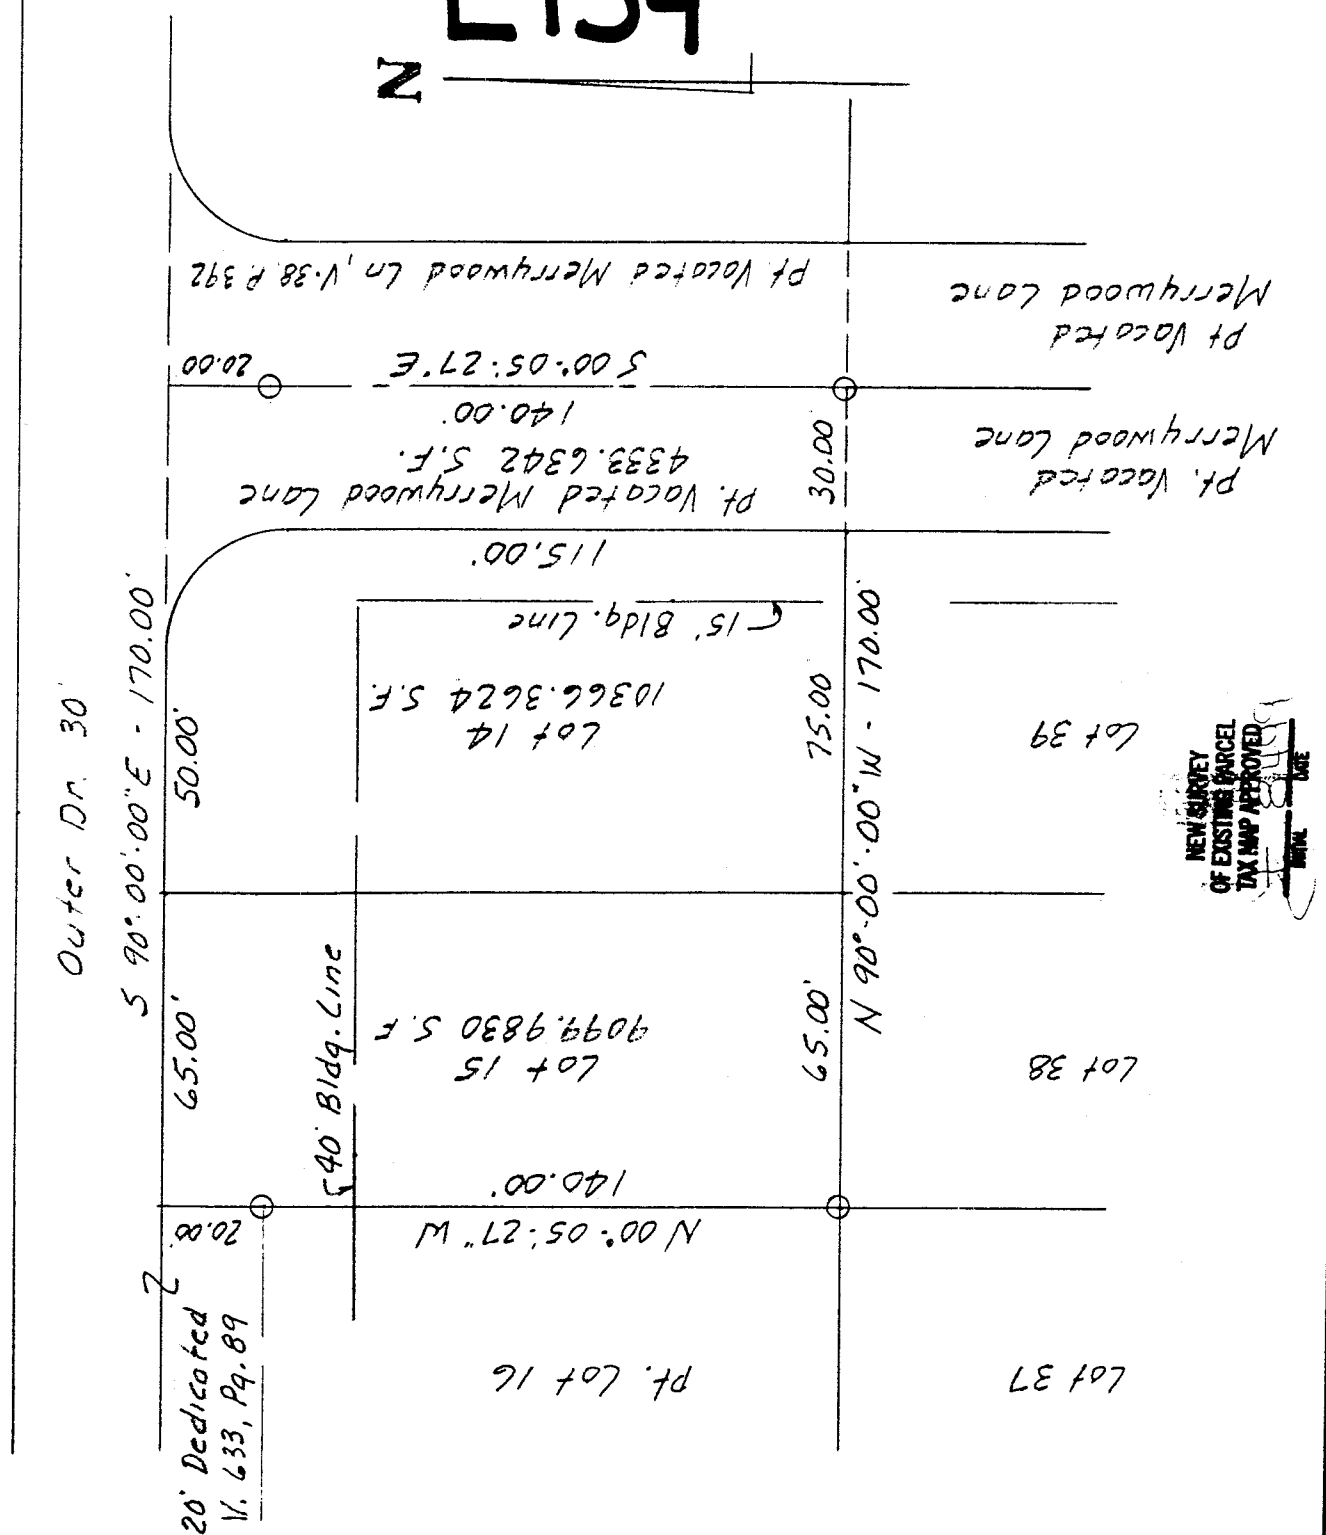 N
Pt. Vacated Merrywood Ln, V.38 P.392
Pt Vacated
Merrywood Lane
20.00
S 00°-05'-27"E
140.00'
4333.6342 S.F.
Pt. Vacated Merrywood Lane
30.00
Pt. Vacated
Merrywood Lane
115.00'
15' Bldg. Line
Outer Dr. 30'
S 90°-00'-00"E - 170.00'
50.00'
Lot 14
10366.3624 S.F.
75.00
N 90°-00'-00"W - 170.00'
Lot 39
65.00'
40' Bldg. Line
Lot 15
9099.9830 S.F
65.00'
Lot 38
N 00°-05'-27" W
140.00'
20.00'
20' Dedicated
V. 633, Pg. 89
Pt. Lot 16
Lot 37
NEW SURVEY
OF EXISTING PARCEL
TAX MAP APPROVED
INITIAL DATE